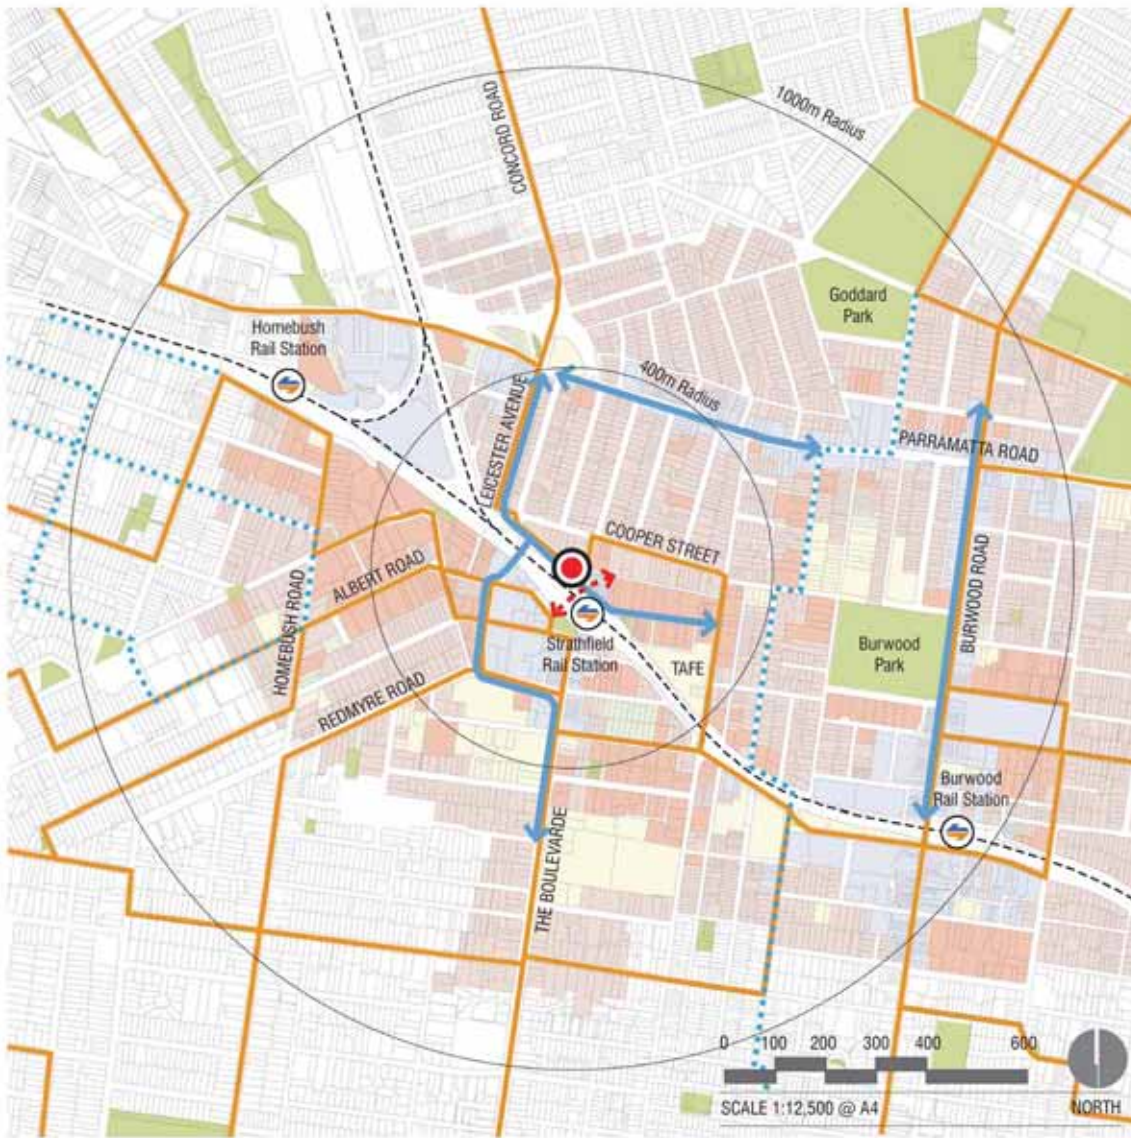 1000m Radius
CONCORD ROAD
Goddard
Park
Homebush
Rail Station
400m Radius
LEICESTER AVENUE
PARRAMATTA ROAD
COOPER STREET
ALBERT ROAD
HOMEBUSH ROAD
BURWOOD ROAD
Strathfield
Rail Station
TAFE
Burwood
Park
REDMYRE ROAD
Burwood
Rail Station
THE BOULEVARDE
0 100 200 300 400 600
SCALE 1:12,500 @ A4
NORTH